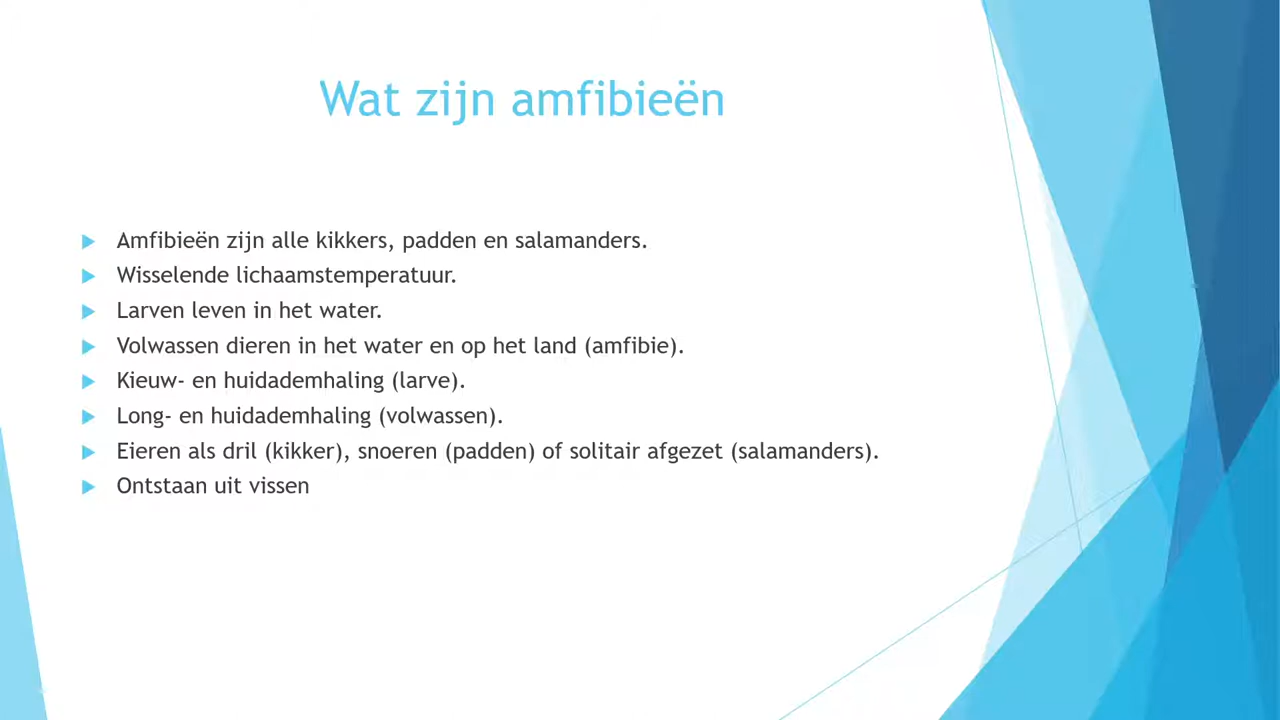 Wat zijn amfibieën
Amfibieën zijn alle kikkers, padden en salamanders.
Wisselende lichaamstemperatuur.
Larven leven in het water.
Volwassen dieren in het water en op het land (amfibie).
Kieuw- en huidademhaling (larve).
Long- en huidademhaling (volwassen).
Eieren als dril (kikker), snoeren (padden) of solitair afgezet (salamanders).
Ontstaan uit vissen